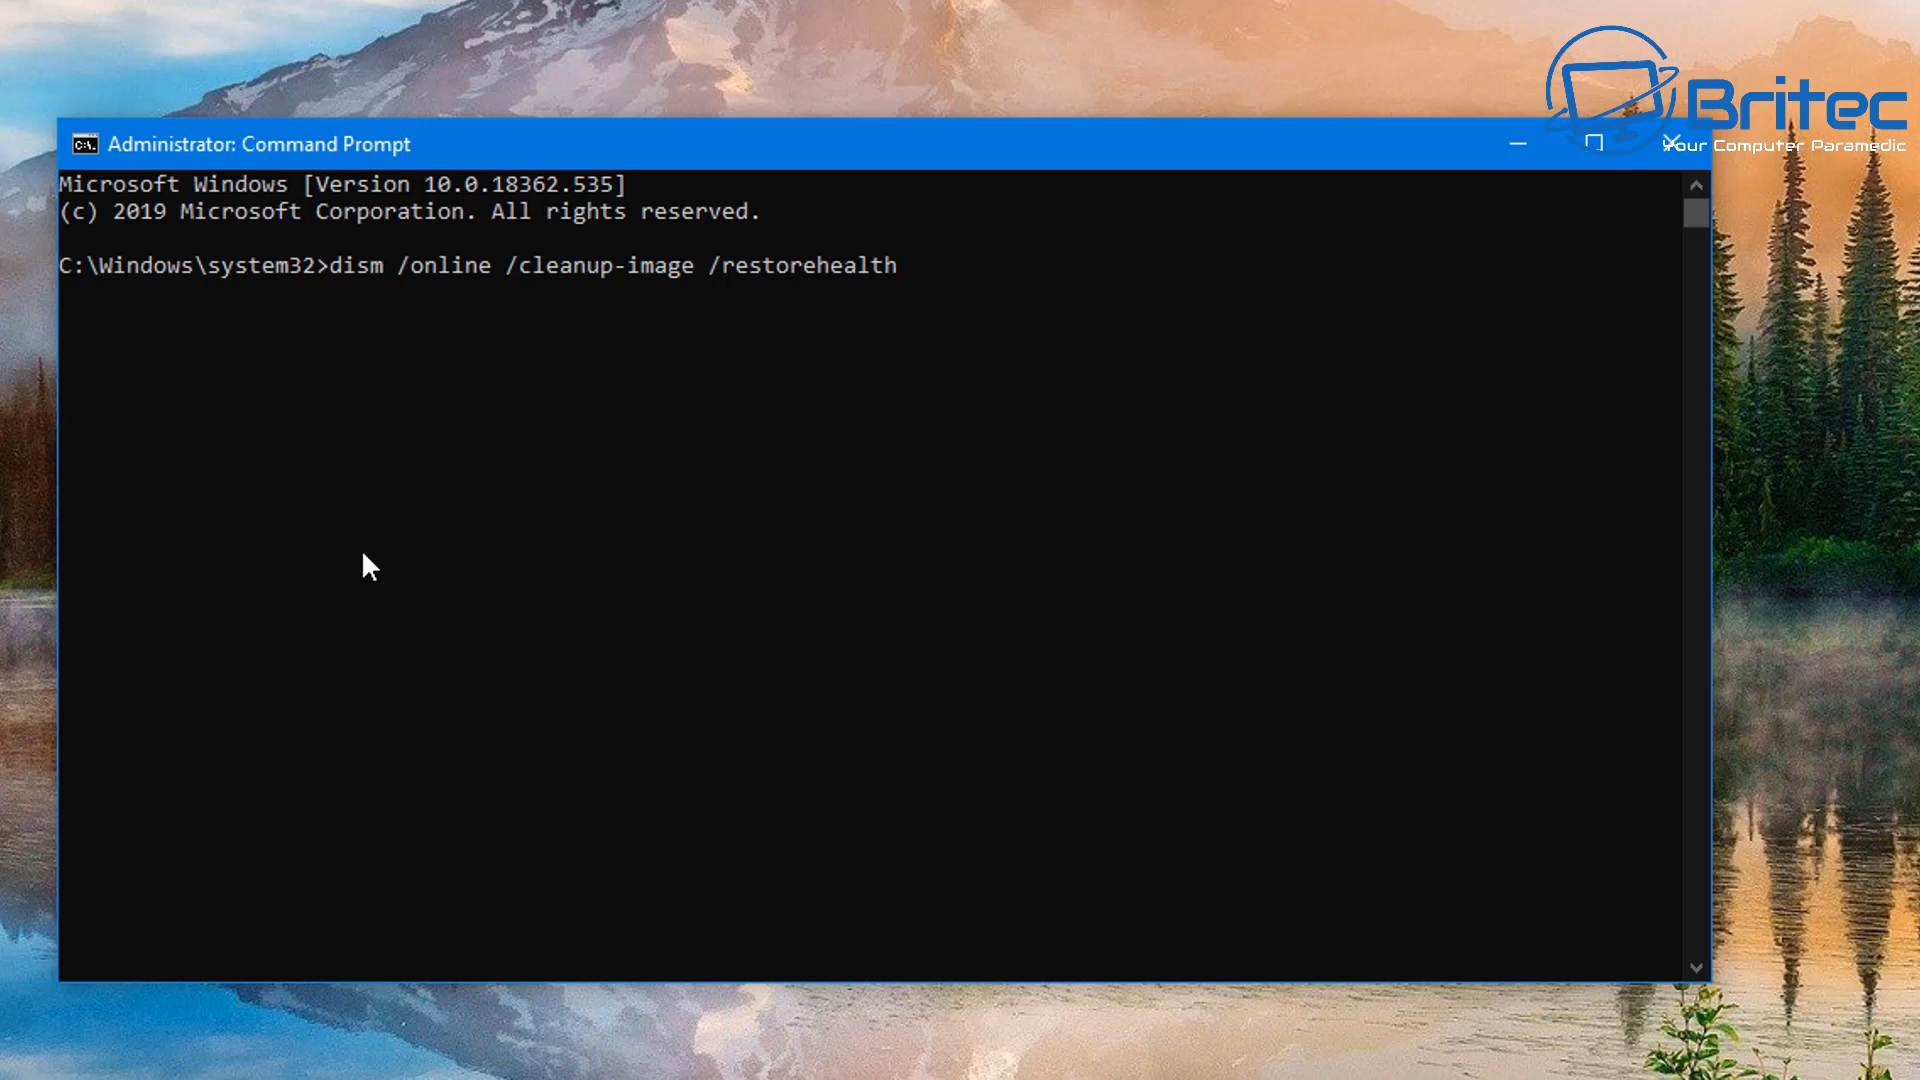 Britec
Your Computer Paramedic
C:\.
Administrator: Command Prompt
Microsoft Windows [Version 10.0.18362.535]
(c) 2019 Microsoft Corporation. All rights reserved.
C:\Windows\system32>dism /online /cleanup-image /restorehealth